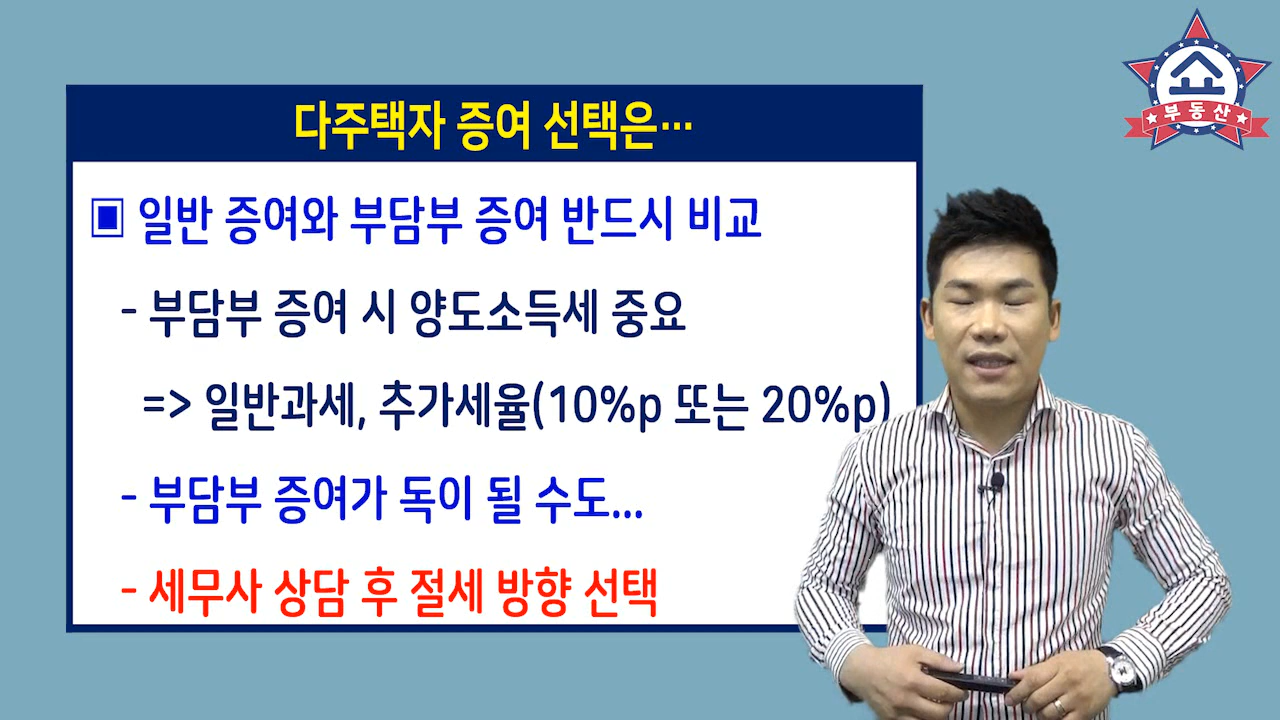 부동산
다주택자 증여 선택은…
▣ 일반 증여와 부담부 증여 반드시 비교
- 부담부 증여 시 양도소득세 중요
=> 일반과세, 추가세율(10%p 또는 20%p)
- 부담부 증여가 독이 될 수도...
- 세무사 상담 후 절세 방향 선택